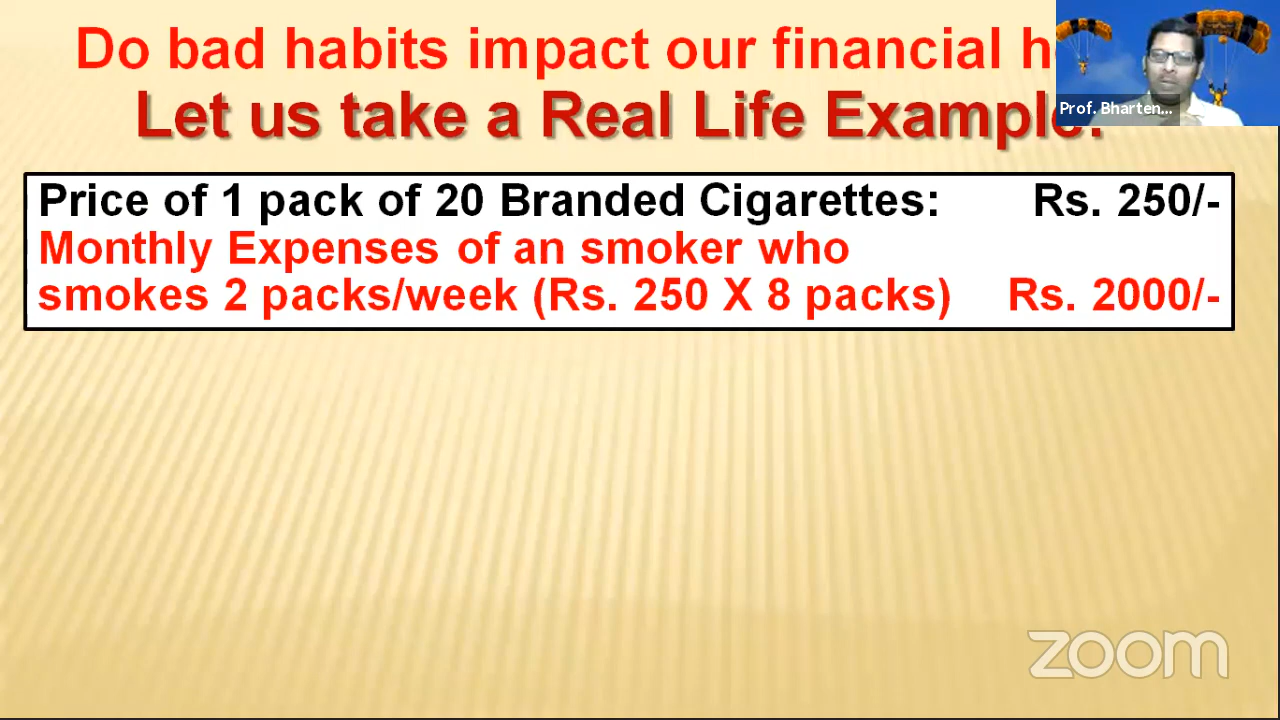 Do bad habits impact our financial h
Let us take a Real Life Example:
Prof. Bharten...
Price of 1 pack of 20 Branded Cigarettes: Rs. 250/-
Monthly Expenses of an smoker who
smokes 2 packs/week (Rs. 250 X 8 packs) Rs. 2000/-
zoom